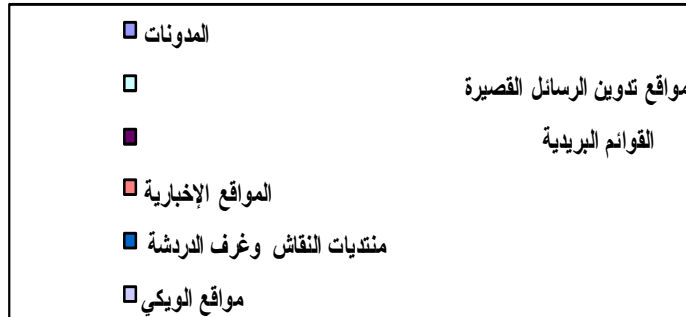 المدونات
مواقع تدوين الرسائل القصيرة
القوائم البريدية
المواقع الإخبارية
منتديات النقاش وغرف الدردشة
مواقع الويكي